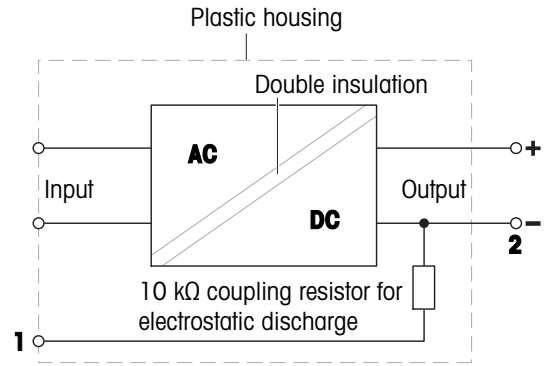 Plastic housing
Double insulation
AC
+
Input
Output
DC
−
2
10 kΩ coupling resistor for
electrostatic discharge
1